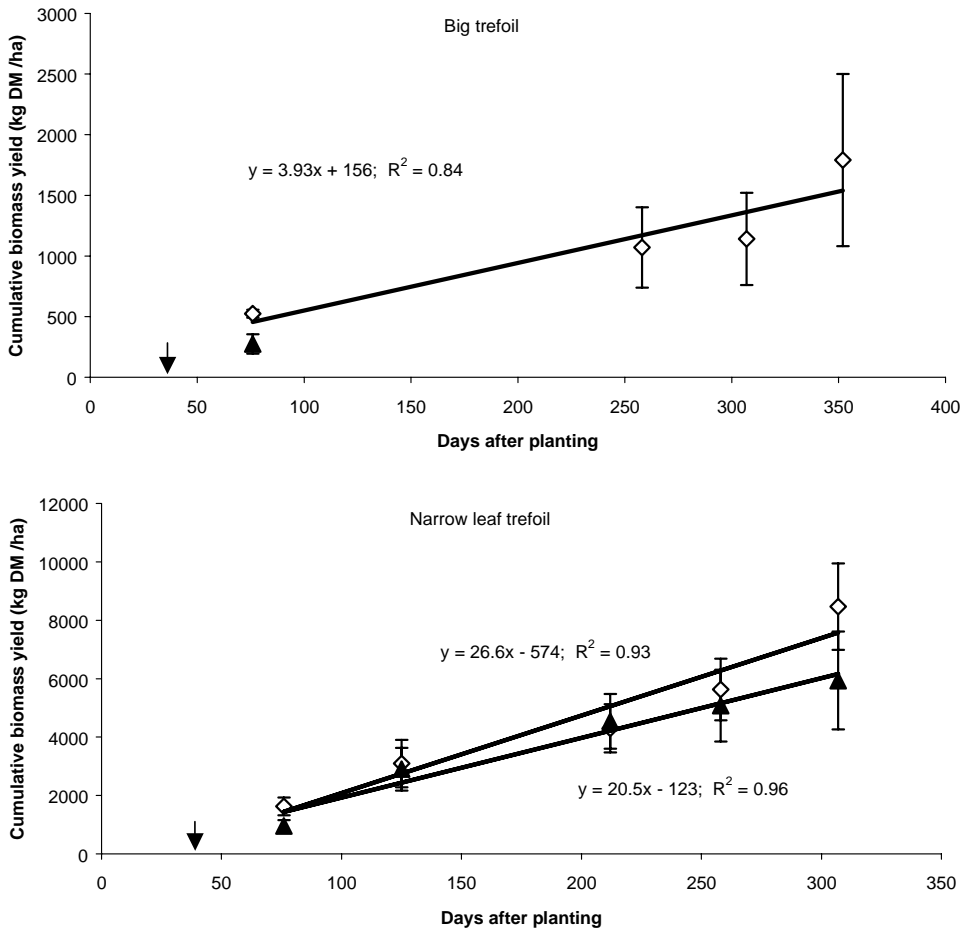 Big trefoil
Cumulative biomass yield (kg DM /ha)
3000
2500
2000
1500
1000
500
0
y = 3.93x + 156; R² = 0.84
0 50 100 150 200 250 300 350 400
Days after planting
Narrow leaf trefoil
Cumulative biomass yield (kg DM /ha)
12000
10000
8000
6000
4000
2000
0
y = 26.6x - 574; R² = 0.93
y = 20.5x - 123; R² = 0.96
0 50 100 150 200 250 300 350
Days after planting